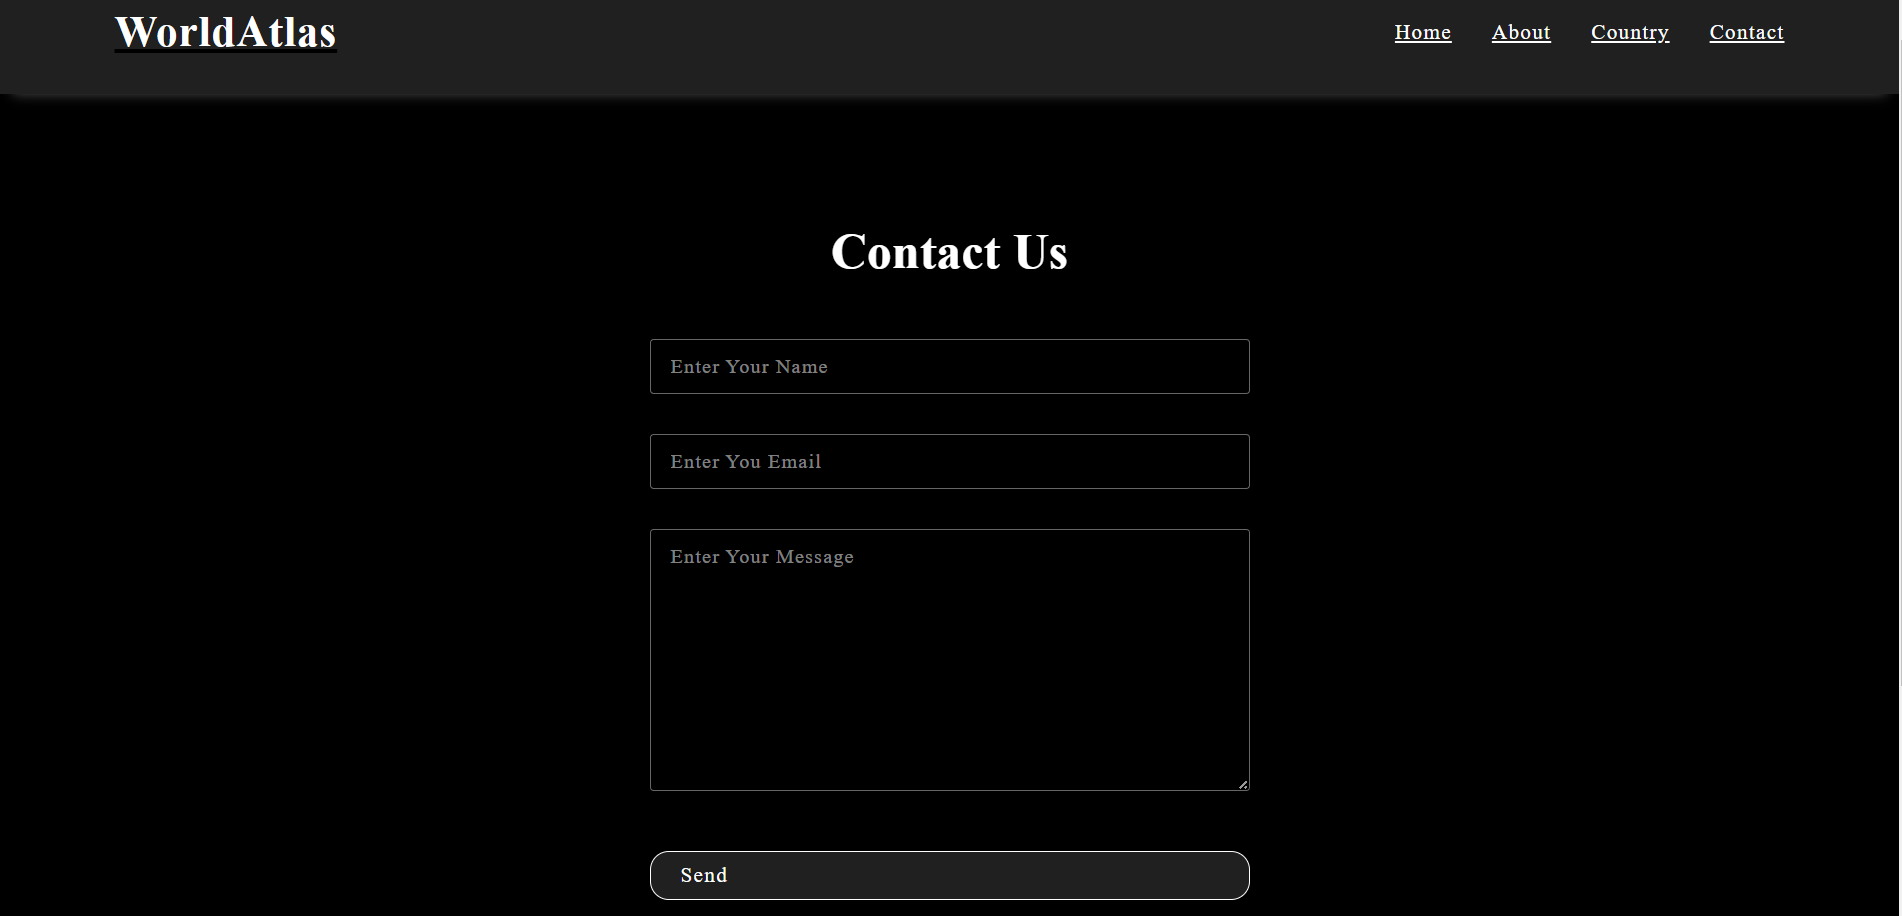 WorldAtlas
Home About Country Contact
Contact Us
Enter Your Name
Enter You Email
Enter Your Message
Send